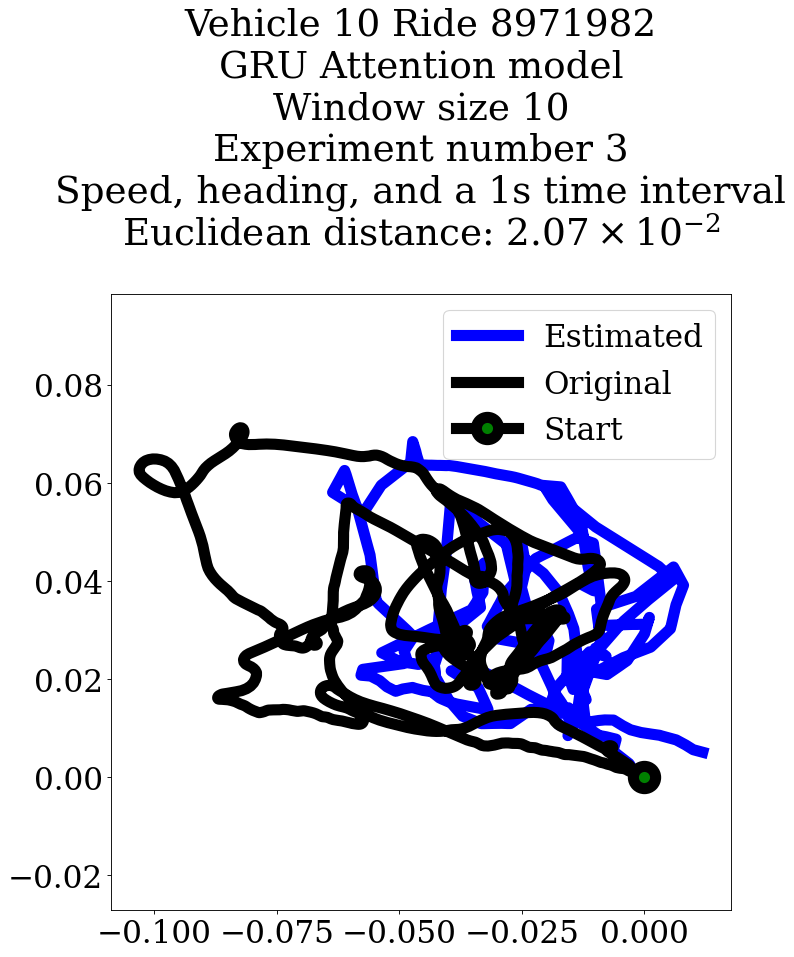 Vehicle 10 Ride 8971982
GRU Attention model
Window size 10
Experiment number 3
Speed, heading, and a 1s time interval
Euclidean distance: 2.07 × 10⁻²
Estimated
Original
Start
0.08
0.06
0.04
0.02
0.00
−0.02
−0.100 −0.075 −0.050 −0.025 0.000